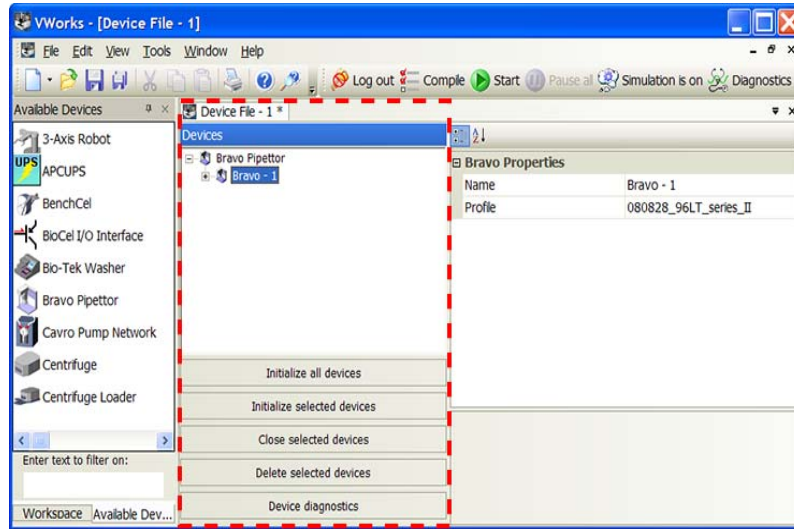 VWorks - [Device File - 1]
File Edit View Tools Window Help
Log out Comple Start Pause al Simulation is on Diagnostics
Available Devices
3-Axis Robot
UPS APCUPS
BenchCel
BioCel I/O Interface
Bio-Tek Washer
Bravo Pipettor
Cavro Pump Network
Centrifuge
Centrifuge Loader
Enter text to filter on:
Workspace Available Dev...
Device File - 1 *
Devices
Bravo Pipettor
Bravo - 1
Initialize all devices
Initialize selected devices
Close selected devices
Delete selected devices
Device diagnostics
Bravo Properties
Name Bravo - 1
Profile 080828_96LT_series_II